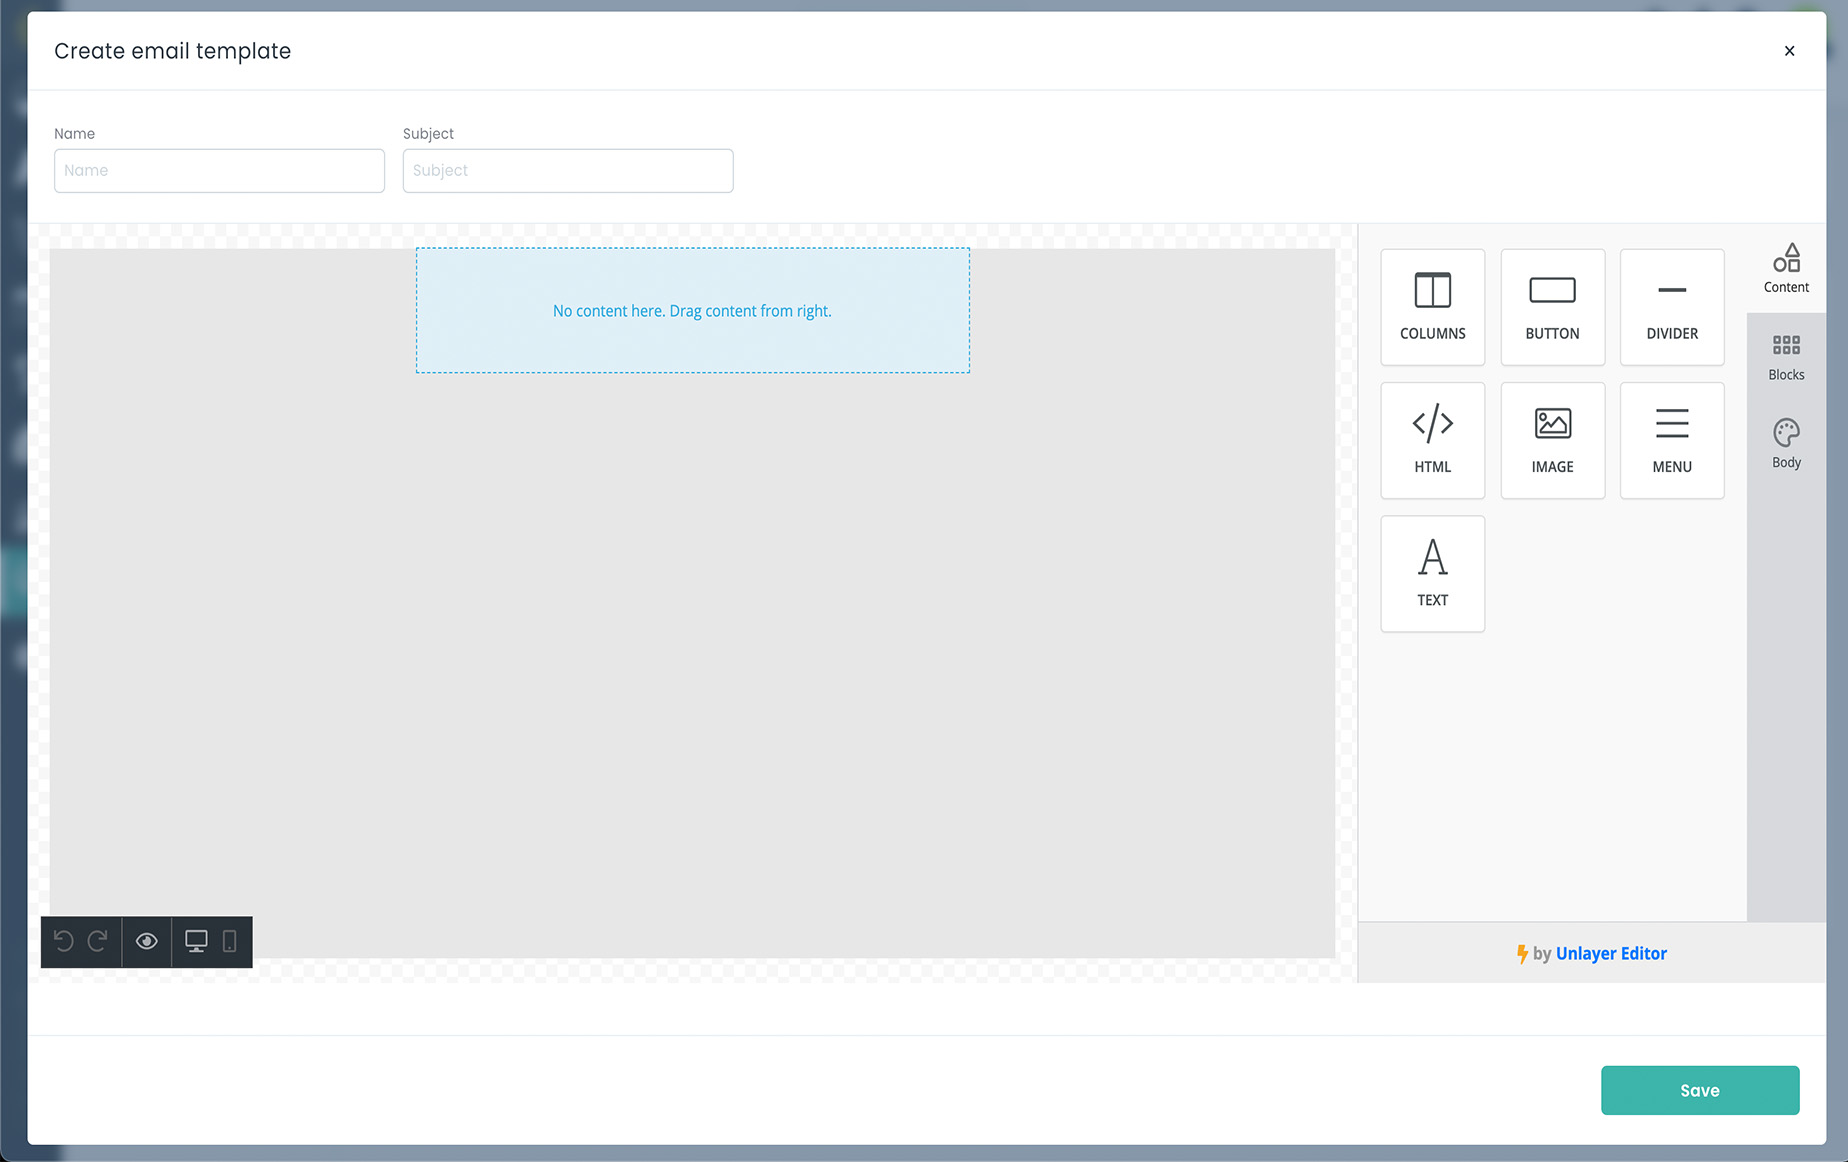 Create email template
Name
Subject
Name
Subject
No content here. Drag content from right.
COLUMNS
BUTTON
DIVIDER
HTML
IMAGE
MENU
TEXT
Content
Blocks
Body
by Unlayer Editor
Save